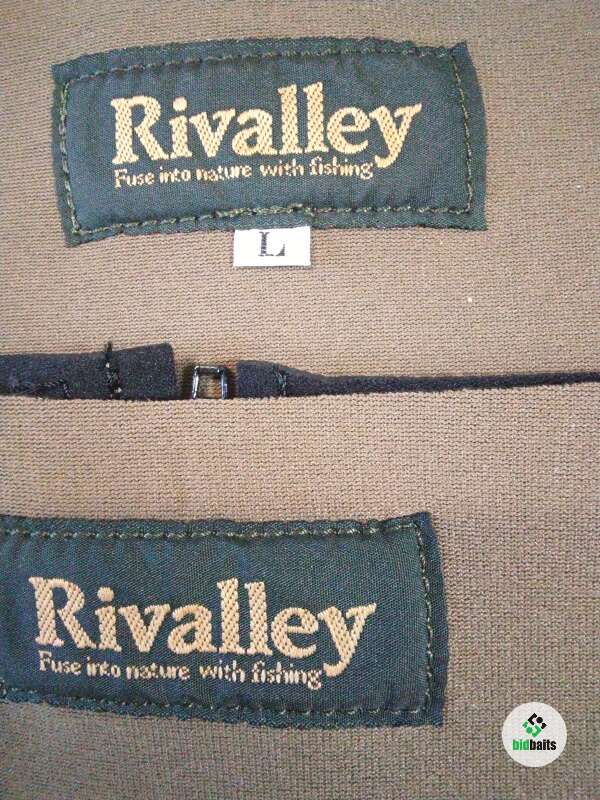 Rivalley
Fuse into nature with fishing
L
Rivalley
Fuse into nature with fishing
bidbaits